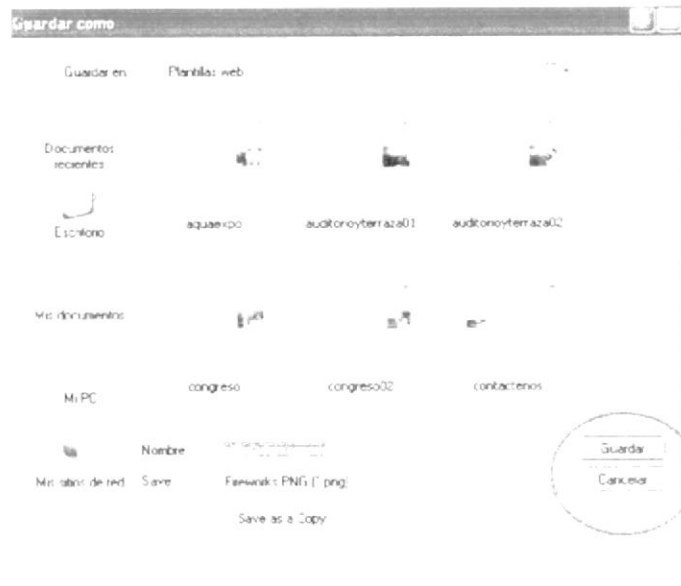 Guardar como
Guardar en Plantillas web
Documentos
recientes
Escritorio
aquaexpo auditorioyterraza01 auditorioyterraza02
Mis documentos
Mi PC
congreso congreso02 contactenos
Nombre
Guardar
Mis sitios de red Save Fireworks PNG (*.png) Cancelar
Save as a Copy